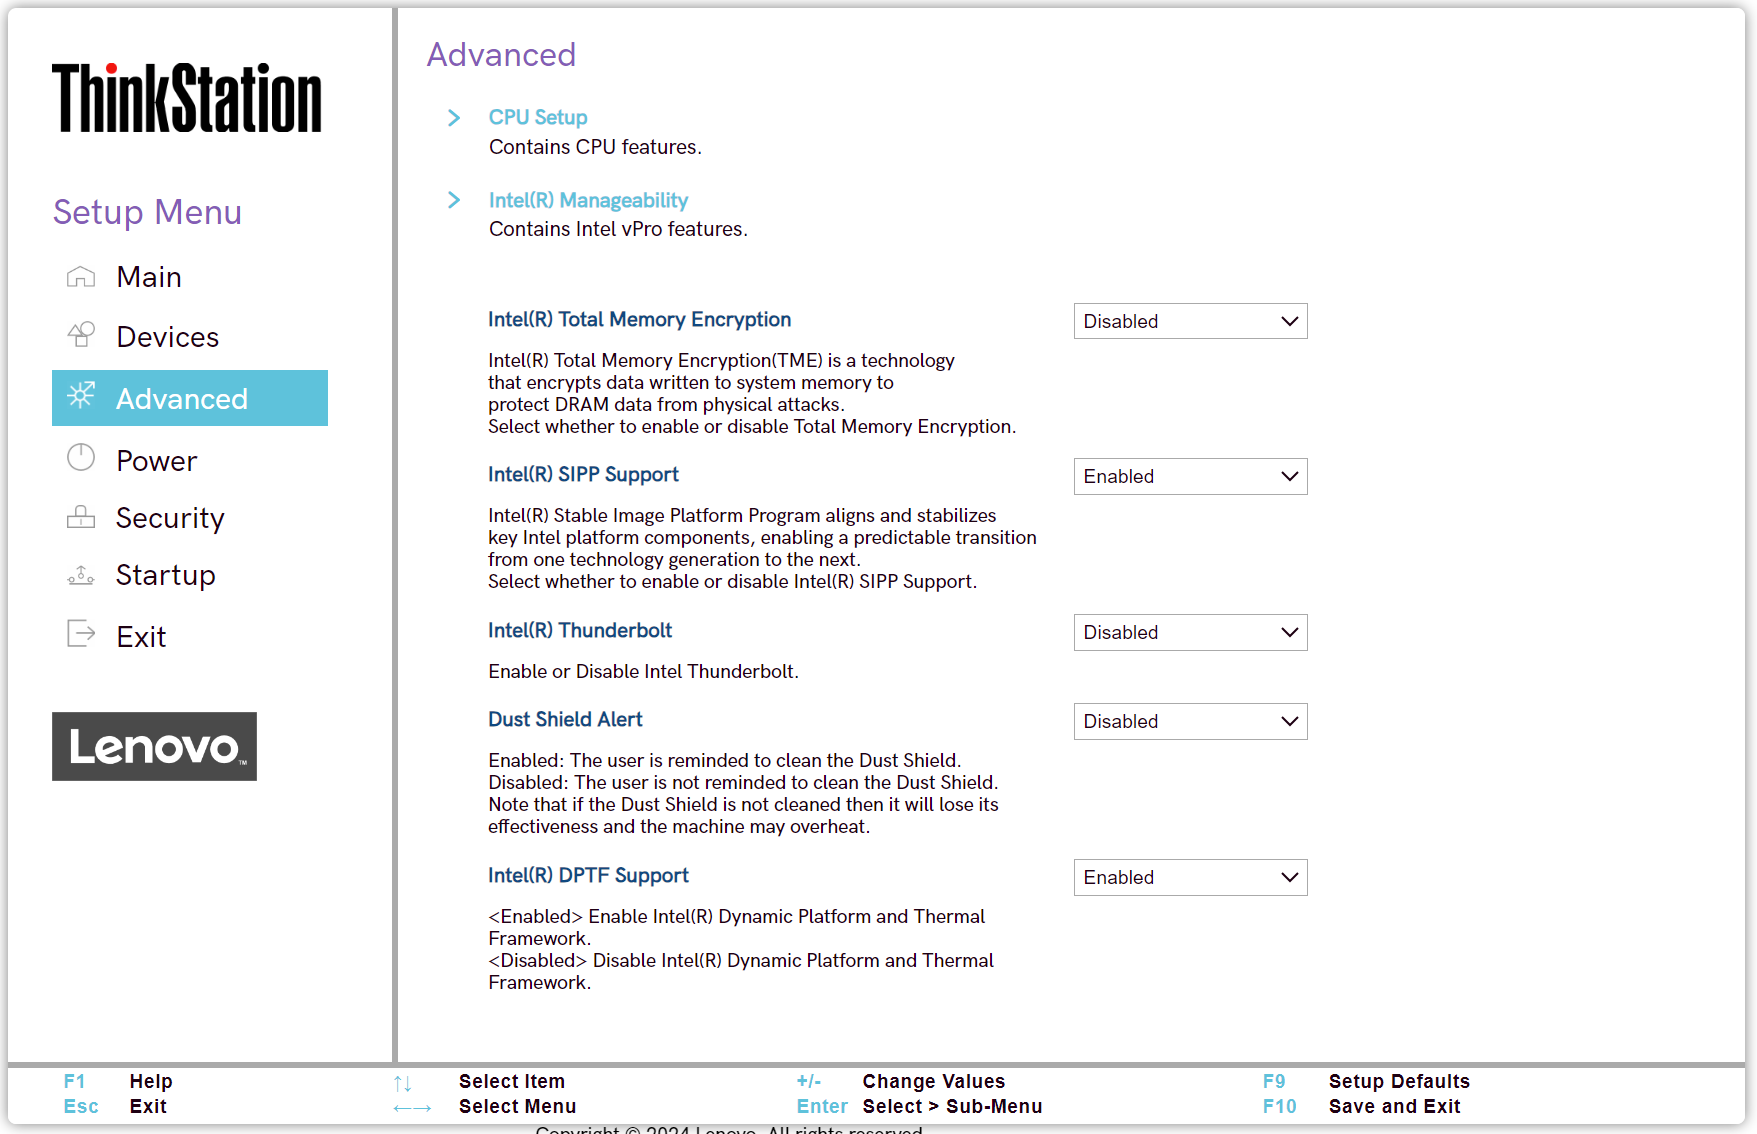 ThinkStation
Setup Menu
Main
Devices
Advanced
Power
Security
Startup
Exit
Lenovo™
Advanced
CPU Setup
Contains CPU features.
Intel(R) Manageability
Contains Intel vPro features.
Intel(R) Total Memory Encryption
Disabled
Intel(R) Total Memory Encryption(TME) is a technology
that encrypts data written to system memory to
protect DRAM data from physical attacks.
Select whether to enable or disable Total Memory Encryption.
Intel(R) SIPP Support
Enabled
Intel(R) Stable Image Platform Program aligns and stabilizes
key Intel platform components, enabling a predictable transition
from one technology generation to the next.
Select whether to enable or disable Intel(R) SIPP Support.
Intel(R) Thunderbolt
Disabled
Enable or Disable Intel Thunderbolt.
Dust Shield Alert
Disabled
Enabled: The user is reminded to clean the Dust Shield.
Disabled: The user is not reminded to clean the Dust Shield.
Note that if the Dust Shield is not cleaned then it will lose its
effectiveness and the machine may overheat.
Intel(R) DPTF Support
Enabled
<Enabled> Enable Intel(R) Dynamic Platform and Thermal
Framework.
<Disabled> Disable Intel(R) Dynamic Platform and Thermal
Framework.
F1 Help ↑↓ Select Item +/- Change Values F9 Setup Defaults
Esc Exit ←→ Select Menu Enter Select > Sub-Menu F10 Save and Exit
Copyright © 2024 Lenovo. All rights reserved.